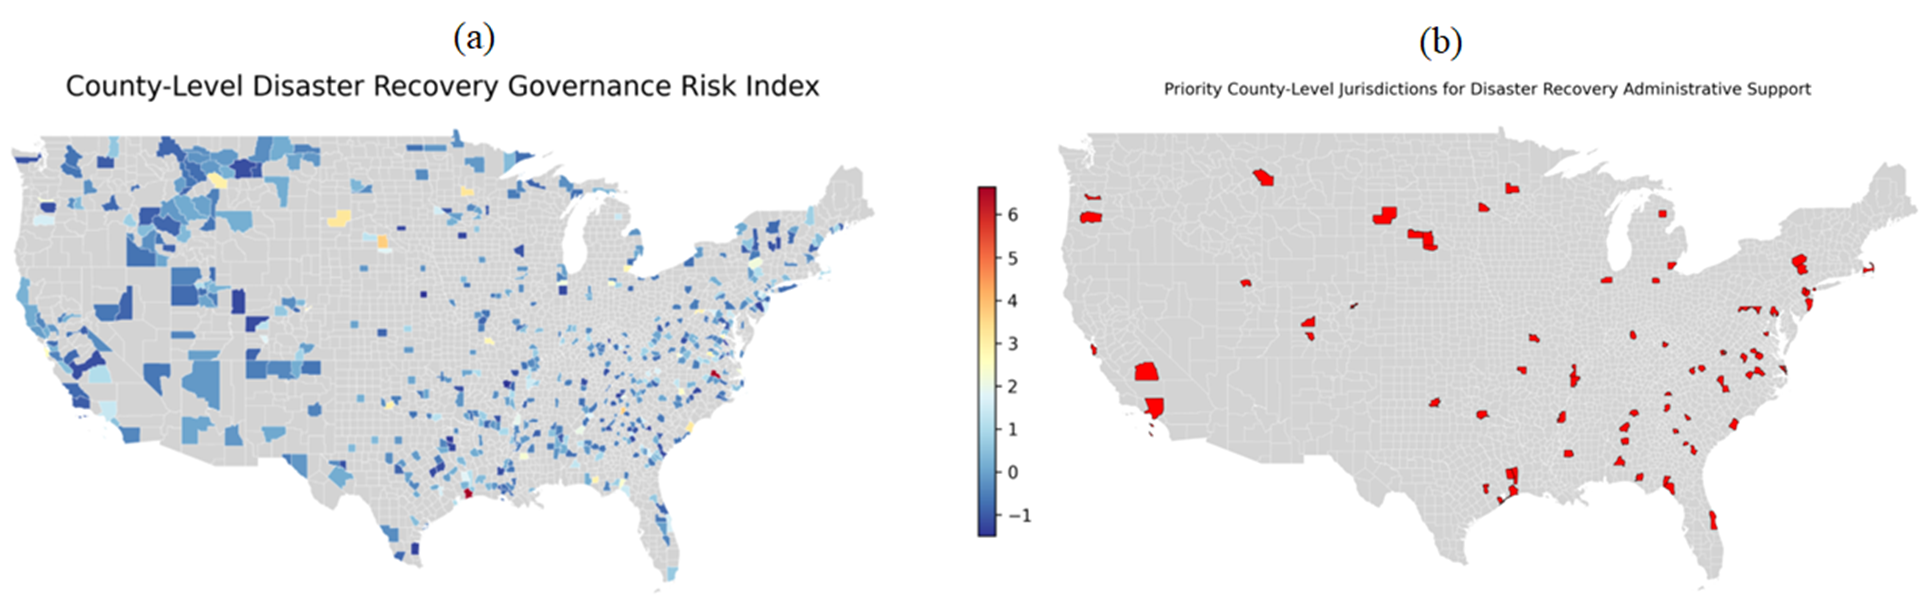 (a)
County-Level Disaster Recovery Governance Risk Index
6
5
4
3
2
1
0
−1
(b)
Priority County-Level Jurisdictions for Disaster Recovery Administrative Support